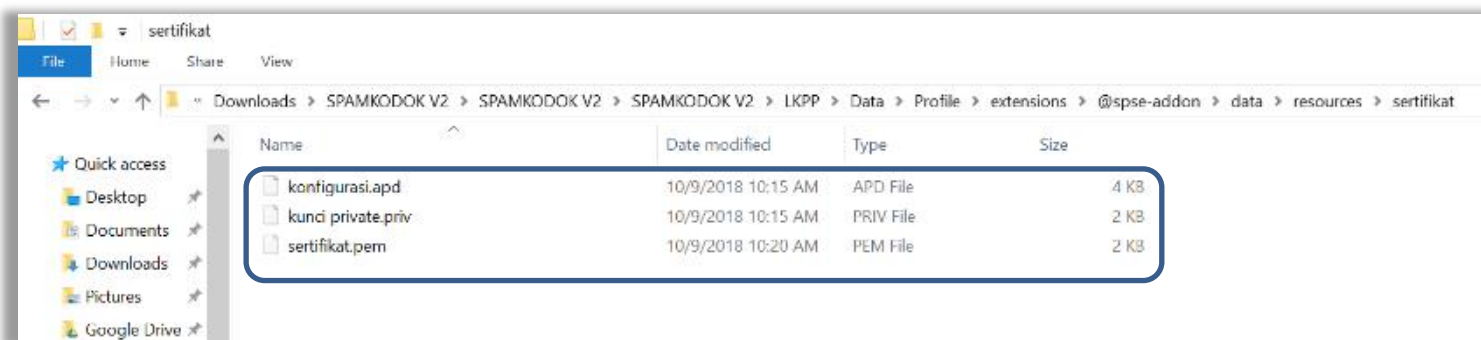 sertifikat
File Home Share View
Downloads > SPAMKODOK V2 > SPAMKODOK V2 > SPAMKODOK V2 > LKPP > Data > Profile > extensions > @spse-addon > data > resources > sertifikat
Name Date modified Type Size
Quick access
Desktop
Documents
Downloads
Pictures
Google Drive
konfigurasi.apd 10/9/2018 10:15 AM APD File 4 KB
kunci private.priv 10/9/2018 10:15 AM PRIV File 2 KB
sertifikat.pem 10/9/2018 10:20 AM PEM File 2 KB